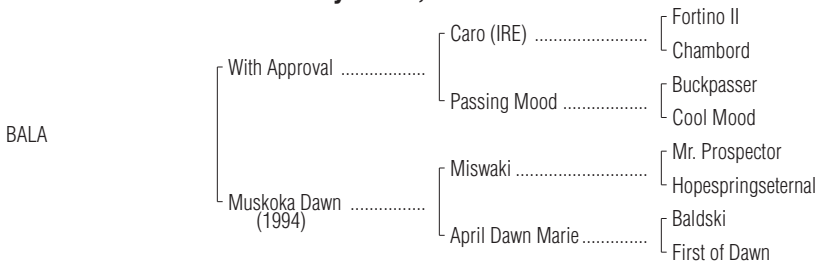 BALA
With Approval ..................
Muskoka Dawn ................
(1994)
Caro (IRE) ........................
Passing Mood ..................
Miswaki ............................
April Dawn Marie ..............
Fortino II
Chambord
Buckpasser
Cool Mood
Mr. Prospector
Hopespringseternal
Baldski
First of Dawn